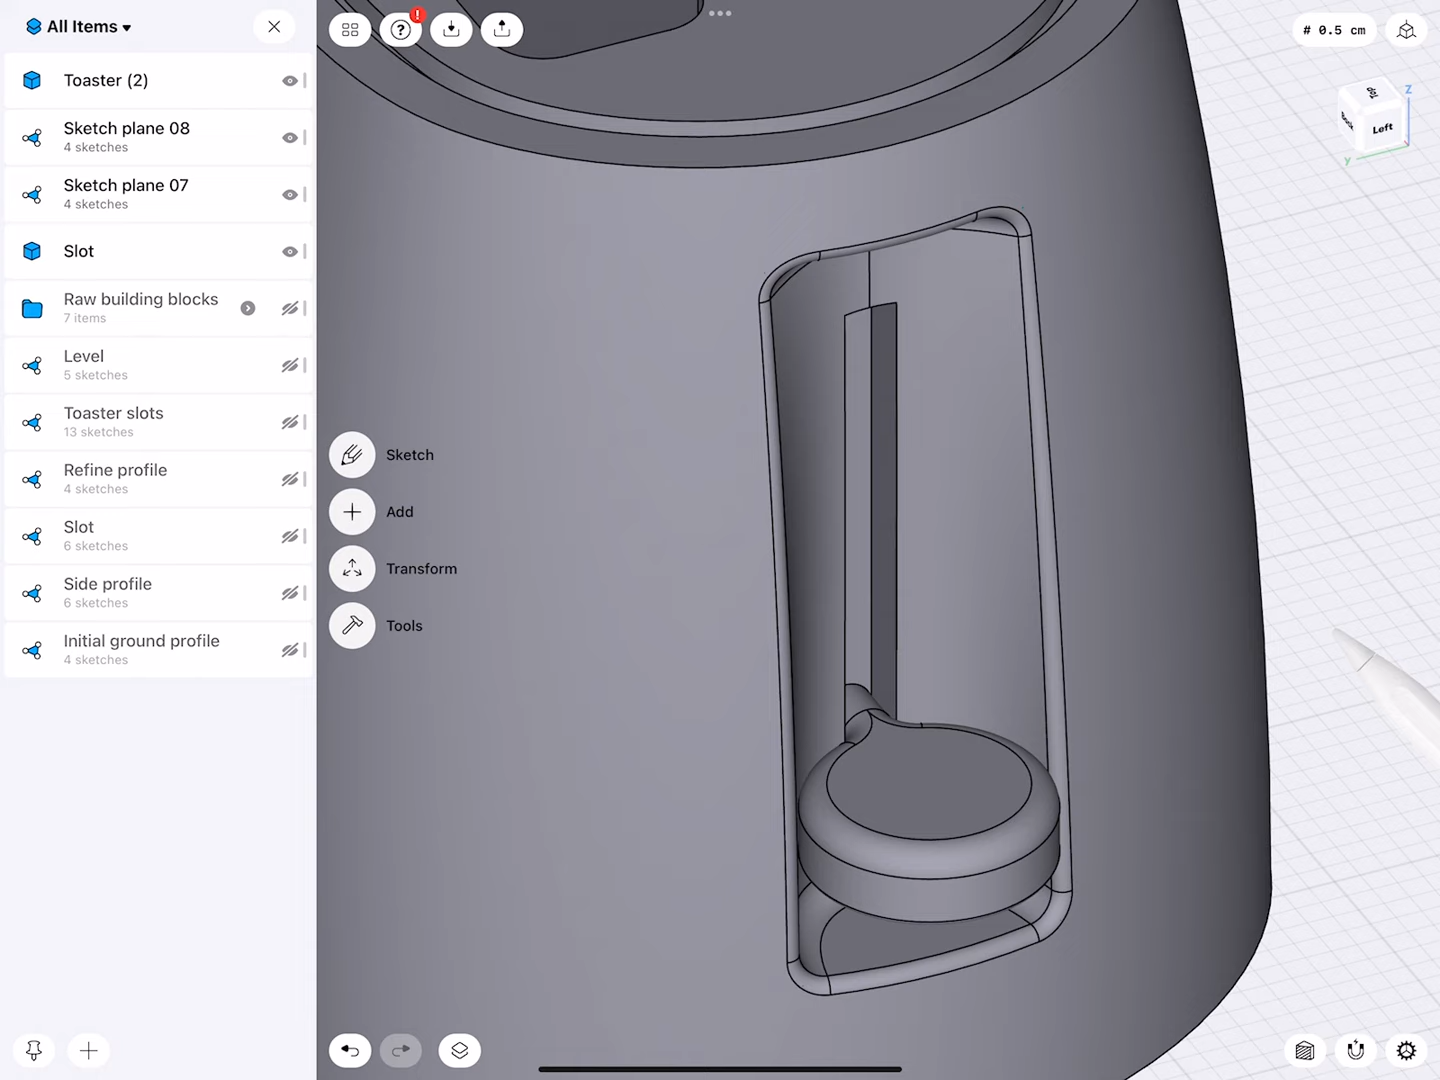 All Items
Toaster (2)
Sketch plane 08
4 sketches
Sketch plane 07
4 sketches
Slot
Raw building blocks
7 items
Level
5 sketches
Toaster slots
13 sketches
Refine profile
4 sketches
Slot
6 sketches
Side profile
6 sketches
Initial ground profile
4 sketches
?
!
Sketch
Add
Transform
Tools
# 0.5 cm
Top
Back
Left
Z
y